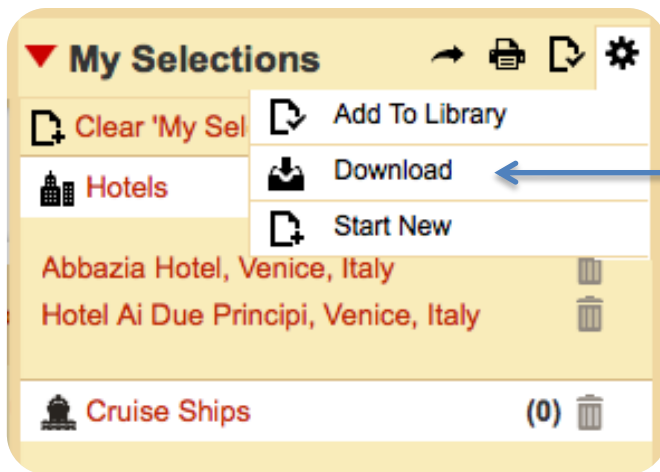 My Selections
Clear 'My Sel
Add To Library
Download
Hotels
Start New
Abbazia Hotel, Venice, Italy
Hotel Ai Due Principi, Venice, Italy
Cruise Ships (0)